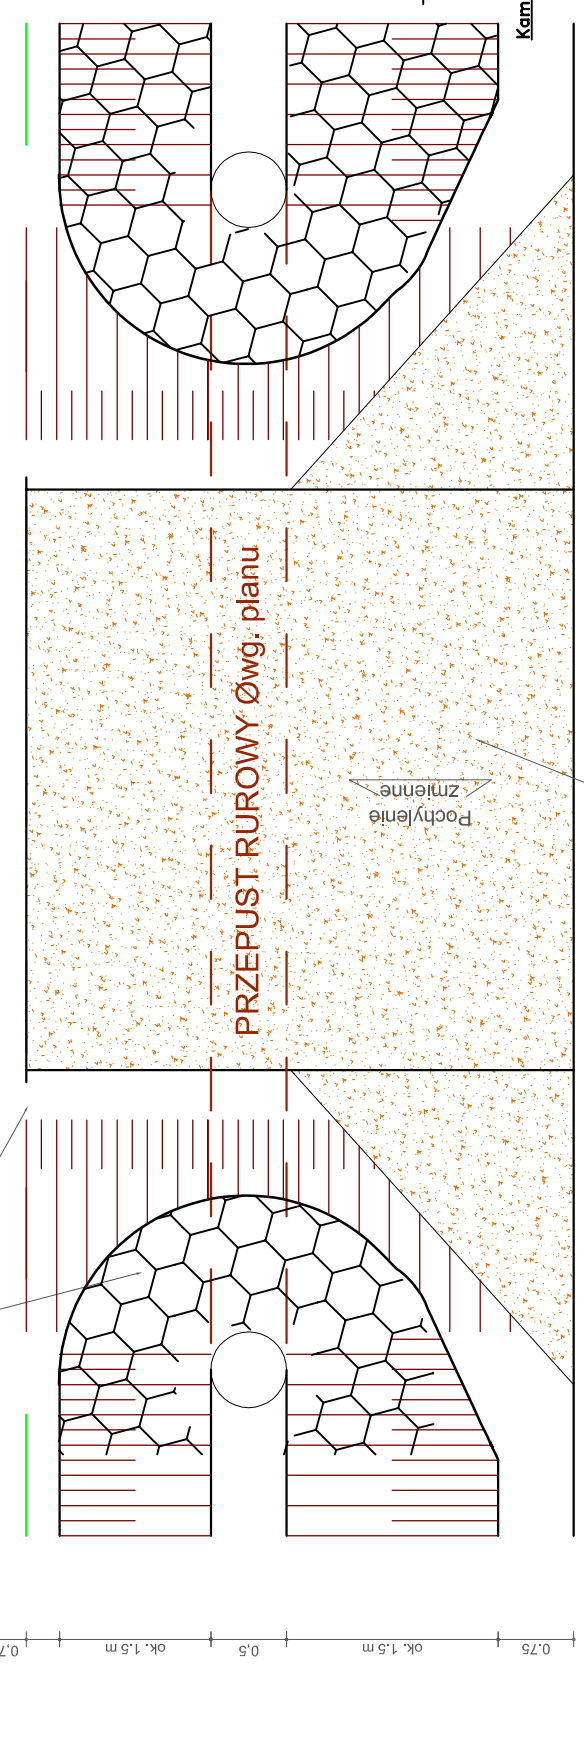 Kam
PRZEPUST RUROWY Øwg. planu
Pochylenie
zmienne
0,7
ok. 1.5 m
0,5
ok. 1.5 m
0.75